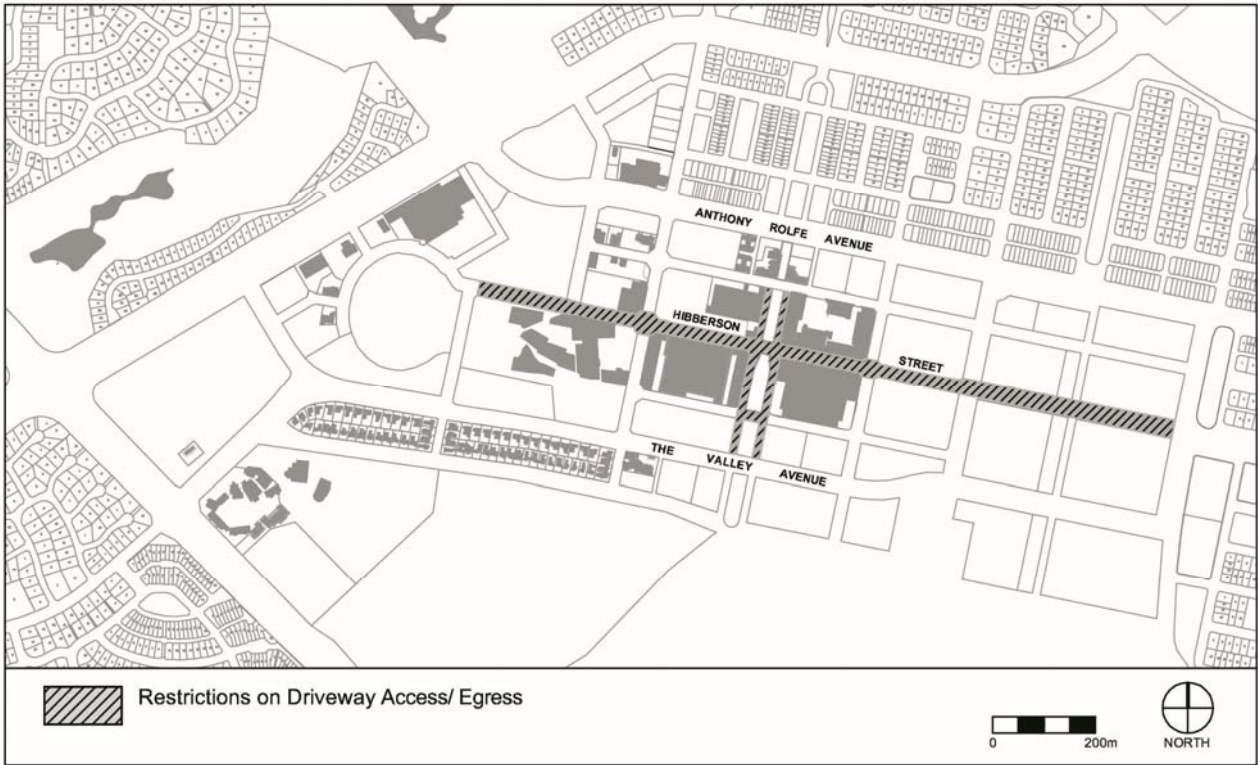 ANTHONY ROLFE AVENUE
HIBBERSON STREET
THE VALLEY AVENUE
Restrictions on Driveway Access/ Egress
0 200m
NORTH